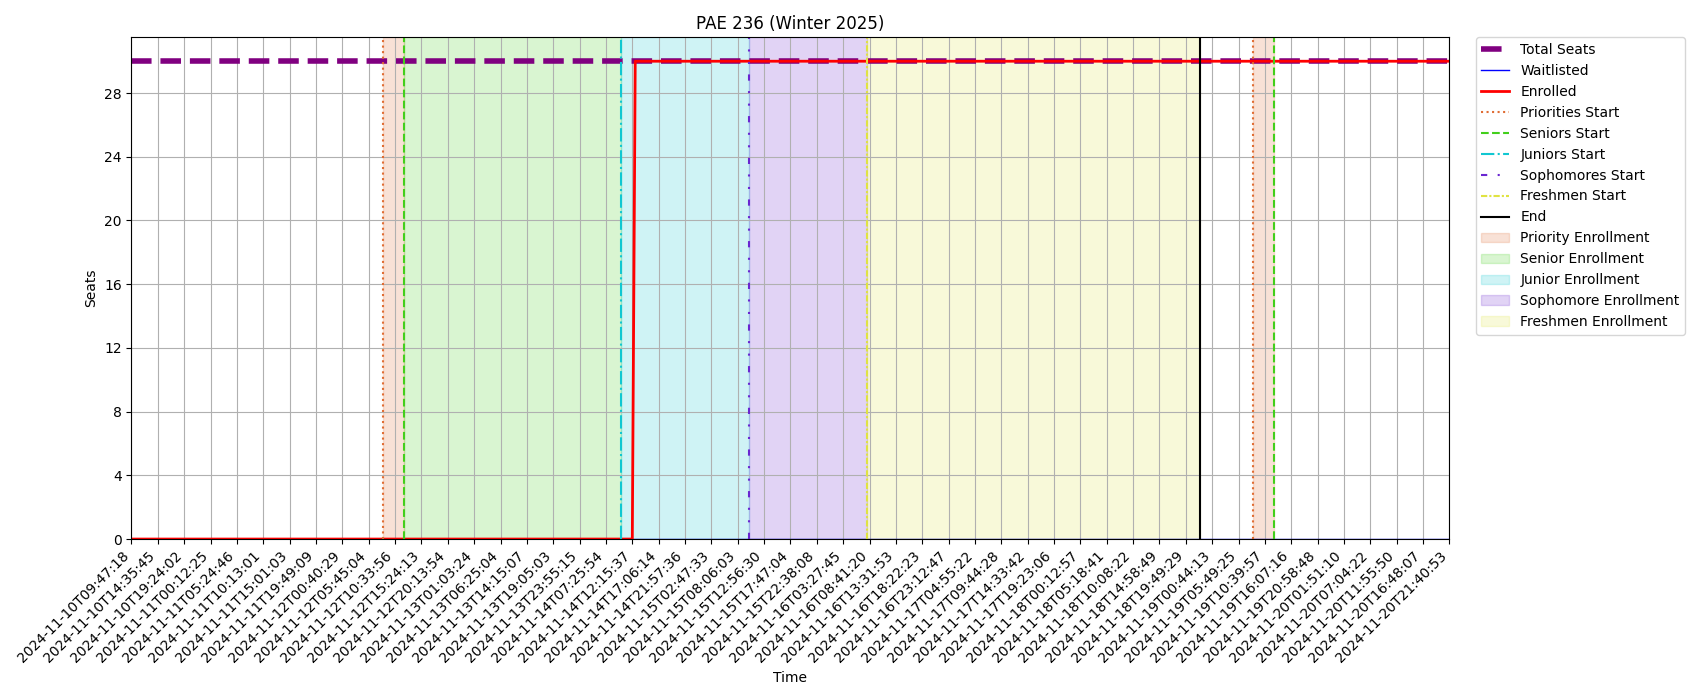 PAE 236 (Winter 2025)
Total Seats
Waitlisted
Enrolled
Priorities Start
Seniors Start
Juniors Start
Sophomores Start
Freshmen Start
End
Priority Enrollment
Senior Enrollment
Junior Enrollment
Sophomore Enrollment
Freshmen Enrollment
Seats
28
24
20
16
12
8
4
0
2024-11-10T09:47:18
2024-11-10T14:35:45
2024-11-10T19:24:02
2024-11-11T00:12:25
2024-11-11T05:24:46
2024-11-11T10:13:01
2024-11-11T15:01:03
2024-11-11T19:49:09
2024-11-12T00:40:29
2024-11-12T05:45:04
2024-11-12T10:33:56
2024-11-12T15:24:13
2024-11-12T20:13:54
2024-11-13T01:03:24
2024-11-13T06:25:04
2024-11-13T14:15:07
2024-11-13T19:05:03
2024-11-13T23:55:15
2024-11-14T07:25:54
2024-11-14T12:15:37
2024-11-14T17:06:14
2024-11-14T21:57:36
2024-11-15T02:47:33
2024-11-15T08:06:03
2024-11-15T12:56:30
2024-11-15T17:47:04
2024-11-15T22:38:08
2024-11-16T03:27:45
2024-11-16T08:41:20
2024-11-16T13:31:53
2024-11-16T18:22:23
2024-11-16T23:12:47
2024-11-17T04:55:22
2024-11-17T09:44:28
2024-11-17T14:33:42
2024-11-17T19:23:06
2024-11-18T00:12:57
2024-11-18T05:18:41
2024-11-18T10:08:22
2024-11-18T14:58:49
2024-11-18T19:49:29
2024-11-19T00:44:13
2024-11-19T05:49:25
2024-11-19T10:39:57
2024-11-19T16:07:16
2024-11-19T20:58:48
2024-11-20T01:51:10
2024-11-20T07:04:22
2024-11-20T11:55:50
2024-11-20T16:48:07
2024-11-20T21:40:53
Time